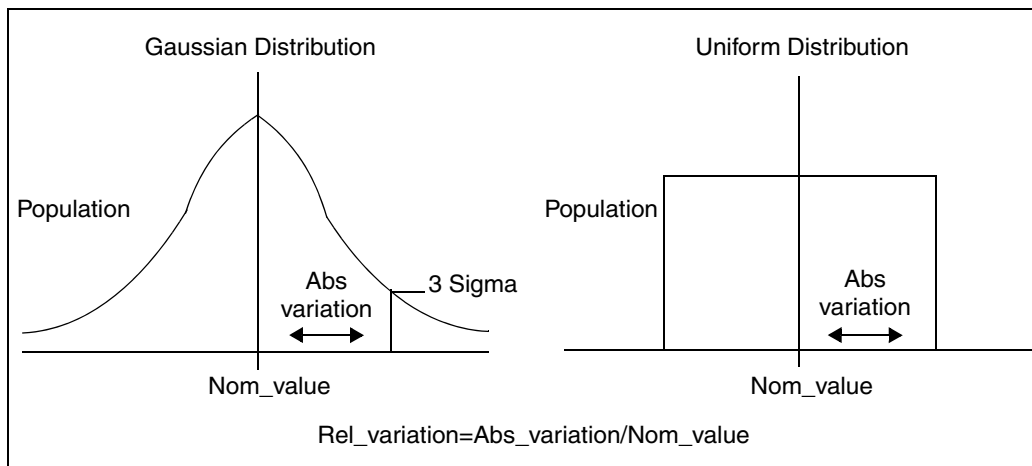 Gaussian Distribution
Population
Abs
variation
3 Sigma
Nom_value
Uniform Distribution
Population
Abs
variation
Nom_value
Rel_variation=Abs_variation/Nom_value